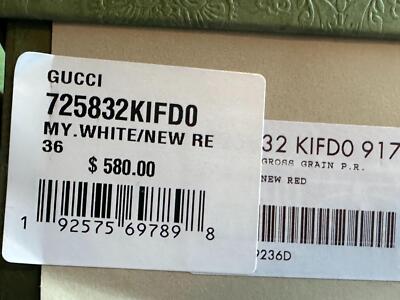 GUCCI
725832KIFD0
MY.WHITE/NEW RE
36
$ 580.00
1 92575 69789 8
32 KIFD0 917
GROSS GRAIN P.R.
NEW RED
9236D